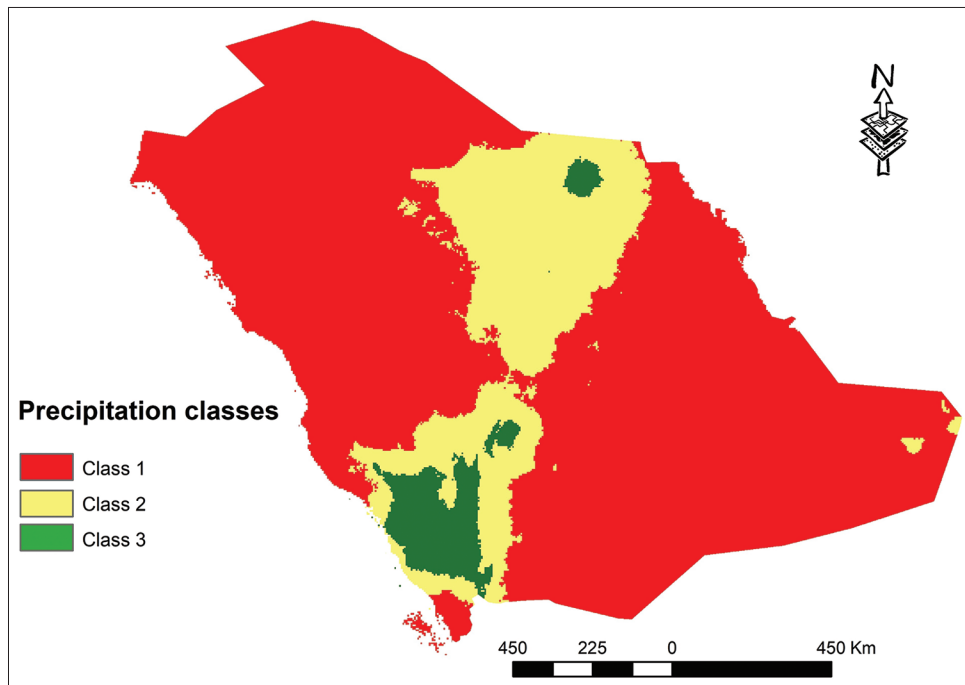 N
Precipitation classes
Class 1
Class 2
Class 3
450 225 0 450 Km